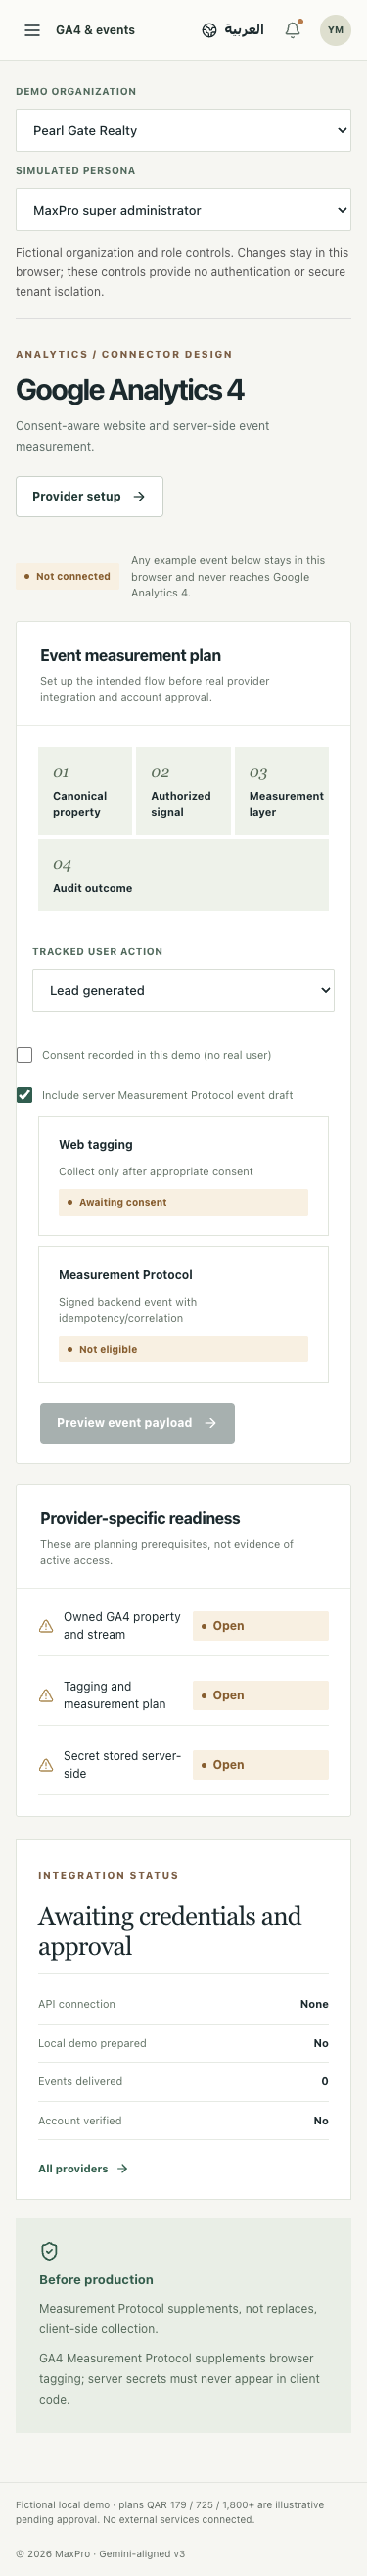 GA4 & events
العربية
YM
DEMO ORGANIZATION
Pearl Gate Realty
SIMULATED PERSONA
MaxPro super administrator
Fictional organization and role controls. Changes stay in this
browser; these controls provide no authentication or secure
tenant isolation.
ANALYTICS / CONNECTOR DESIGN
Google Analytics 4
Consent-aware website and server-side event
measurement.
Provider setup
Not connected
Any example event below stays in this
browser and never reaches Google
Analytics 4.
Event measurement plan
Set up the intended flow before real provider
integration and account approval.
01
Canonical
property
02
Authorized
signal
03
Measurement
layer
04
Audit outcome
TRACKED USER ACTION
Lead generated
Consent recorded in this demo (no real user)
Include server Measurement Protocol event draft
Web tagging
Collect only after appropriate consent
Awaiting consent
Measurement Protocol
Signed backend event with
idempotency/correlation
Not eligible
Preview event payload
Provider-specific readiness
These are planning prerequisites, not evidence of
active access.
Owned GA4 property
and stream
Open
Tagging and
measurement plan
Open
Secret stored server-
side
Open
INTEGRATION STATUS
Awaiting credentials and
approval
API connection None
Local demo prepared No
Events delivered 0
Account verified No
All providers
Before production
Measurement Protocol supplements, not replaces,
client-side collection.
GA4 Measurement Protocol supplements browser
tagging; server secrets must never appear in client
code.
Fictional local demo · plans QAR 179 / 725 / 1,800+ are illustrative
pending approval. No external services connected.
© 2026 MaxPro · Gemini-aligned v3